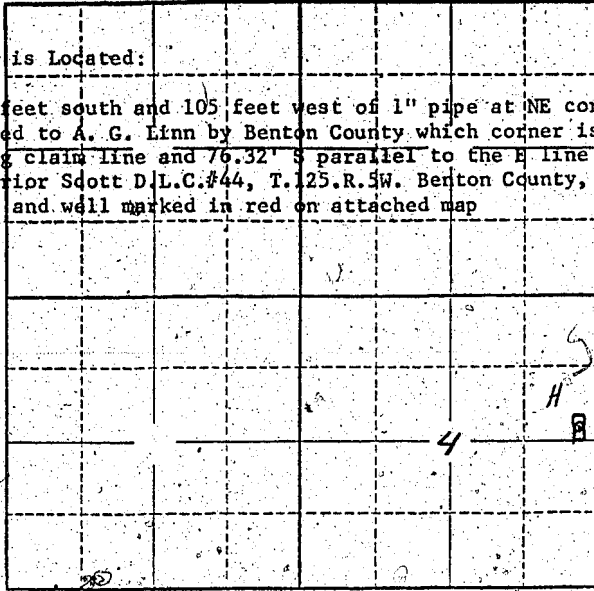 is Located:
feet south and 105 feet west of 1" pipe at NE cor
ed to A. G. Linn by Benton County which corner is
g claim line and 76.32' S parallel to the E line
rior Scott D.L.C.#44, T.125.R.5W. Benton County,
and well marked in red on attached map
H
4